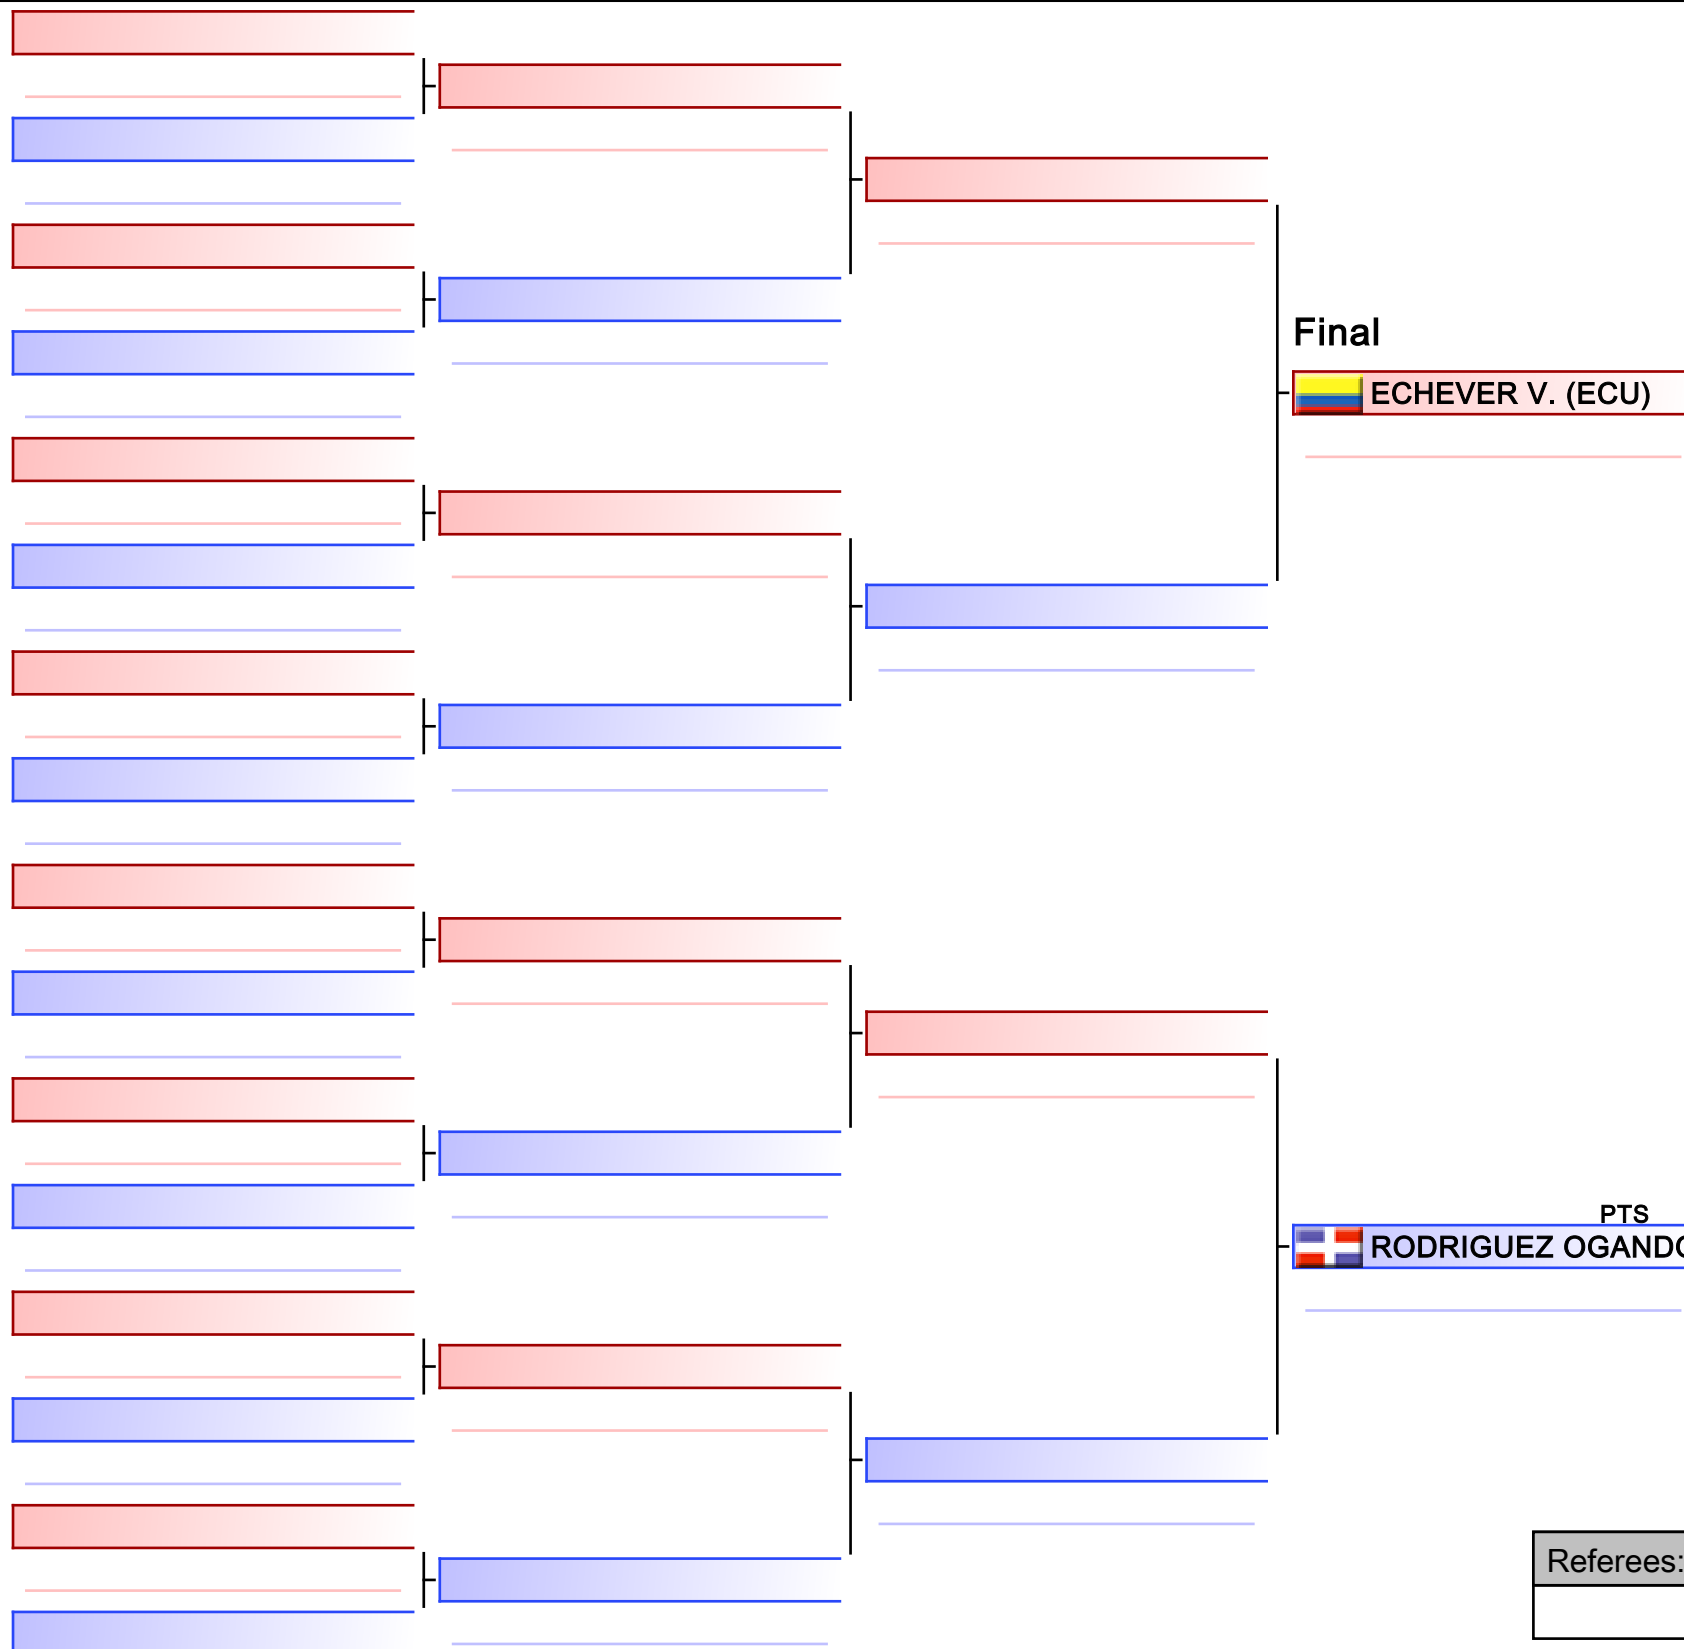 Final
ECHEVER V. (ECU)
PTS
RODRIGUEZ OGANDO
Referees: